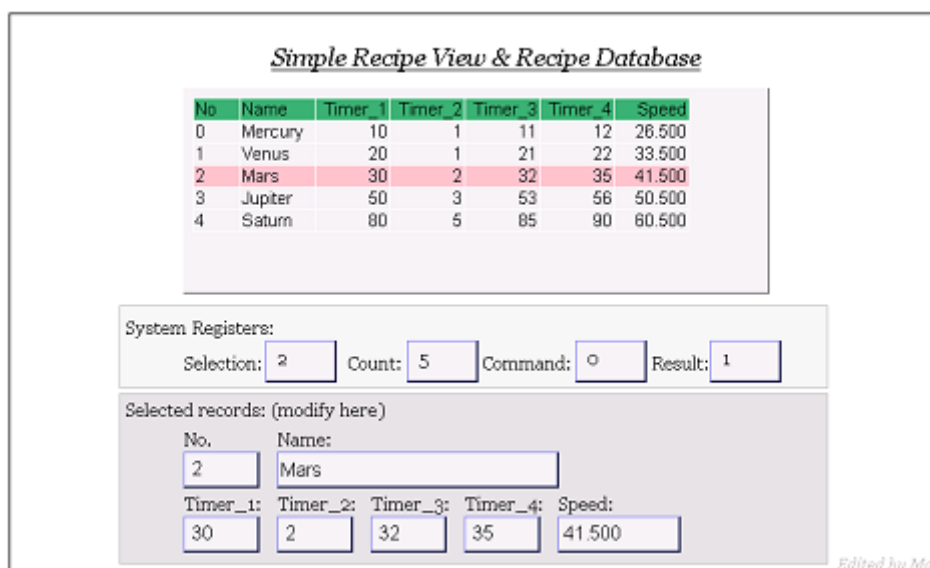 Simple Recipe View & Recipe Database
No Name Timer_1 Timer_2 Timer_3 Timer_4 Speed
0 Mercury 10 1 11 12 26.500
1 Venus 20 1 21 22 33.500
2 Mars 30 2 32 35 41.500
3 Jupiter 50 3 53 56 50.500
4 Saturn 80 5 85 90 60.500
System Registers:
Selection: 2 Count: 5 Command: 0 Result: 1
Selected records: (modify here)
No. Name:
2 Mars
Timer_1: Timer_2: Timer_3: Timer_4: Speed:
30 2 32 35 41.500
Edited by